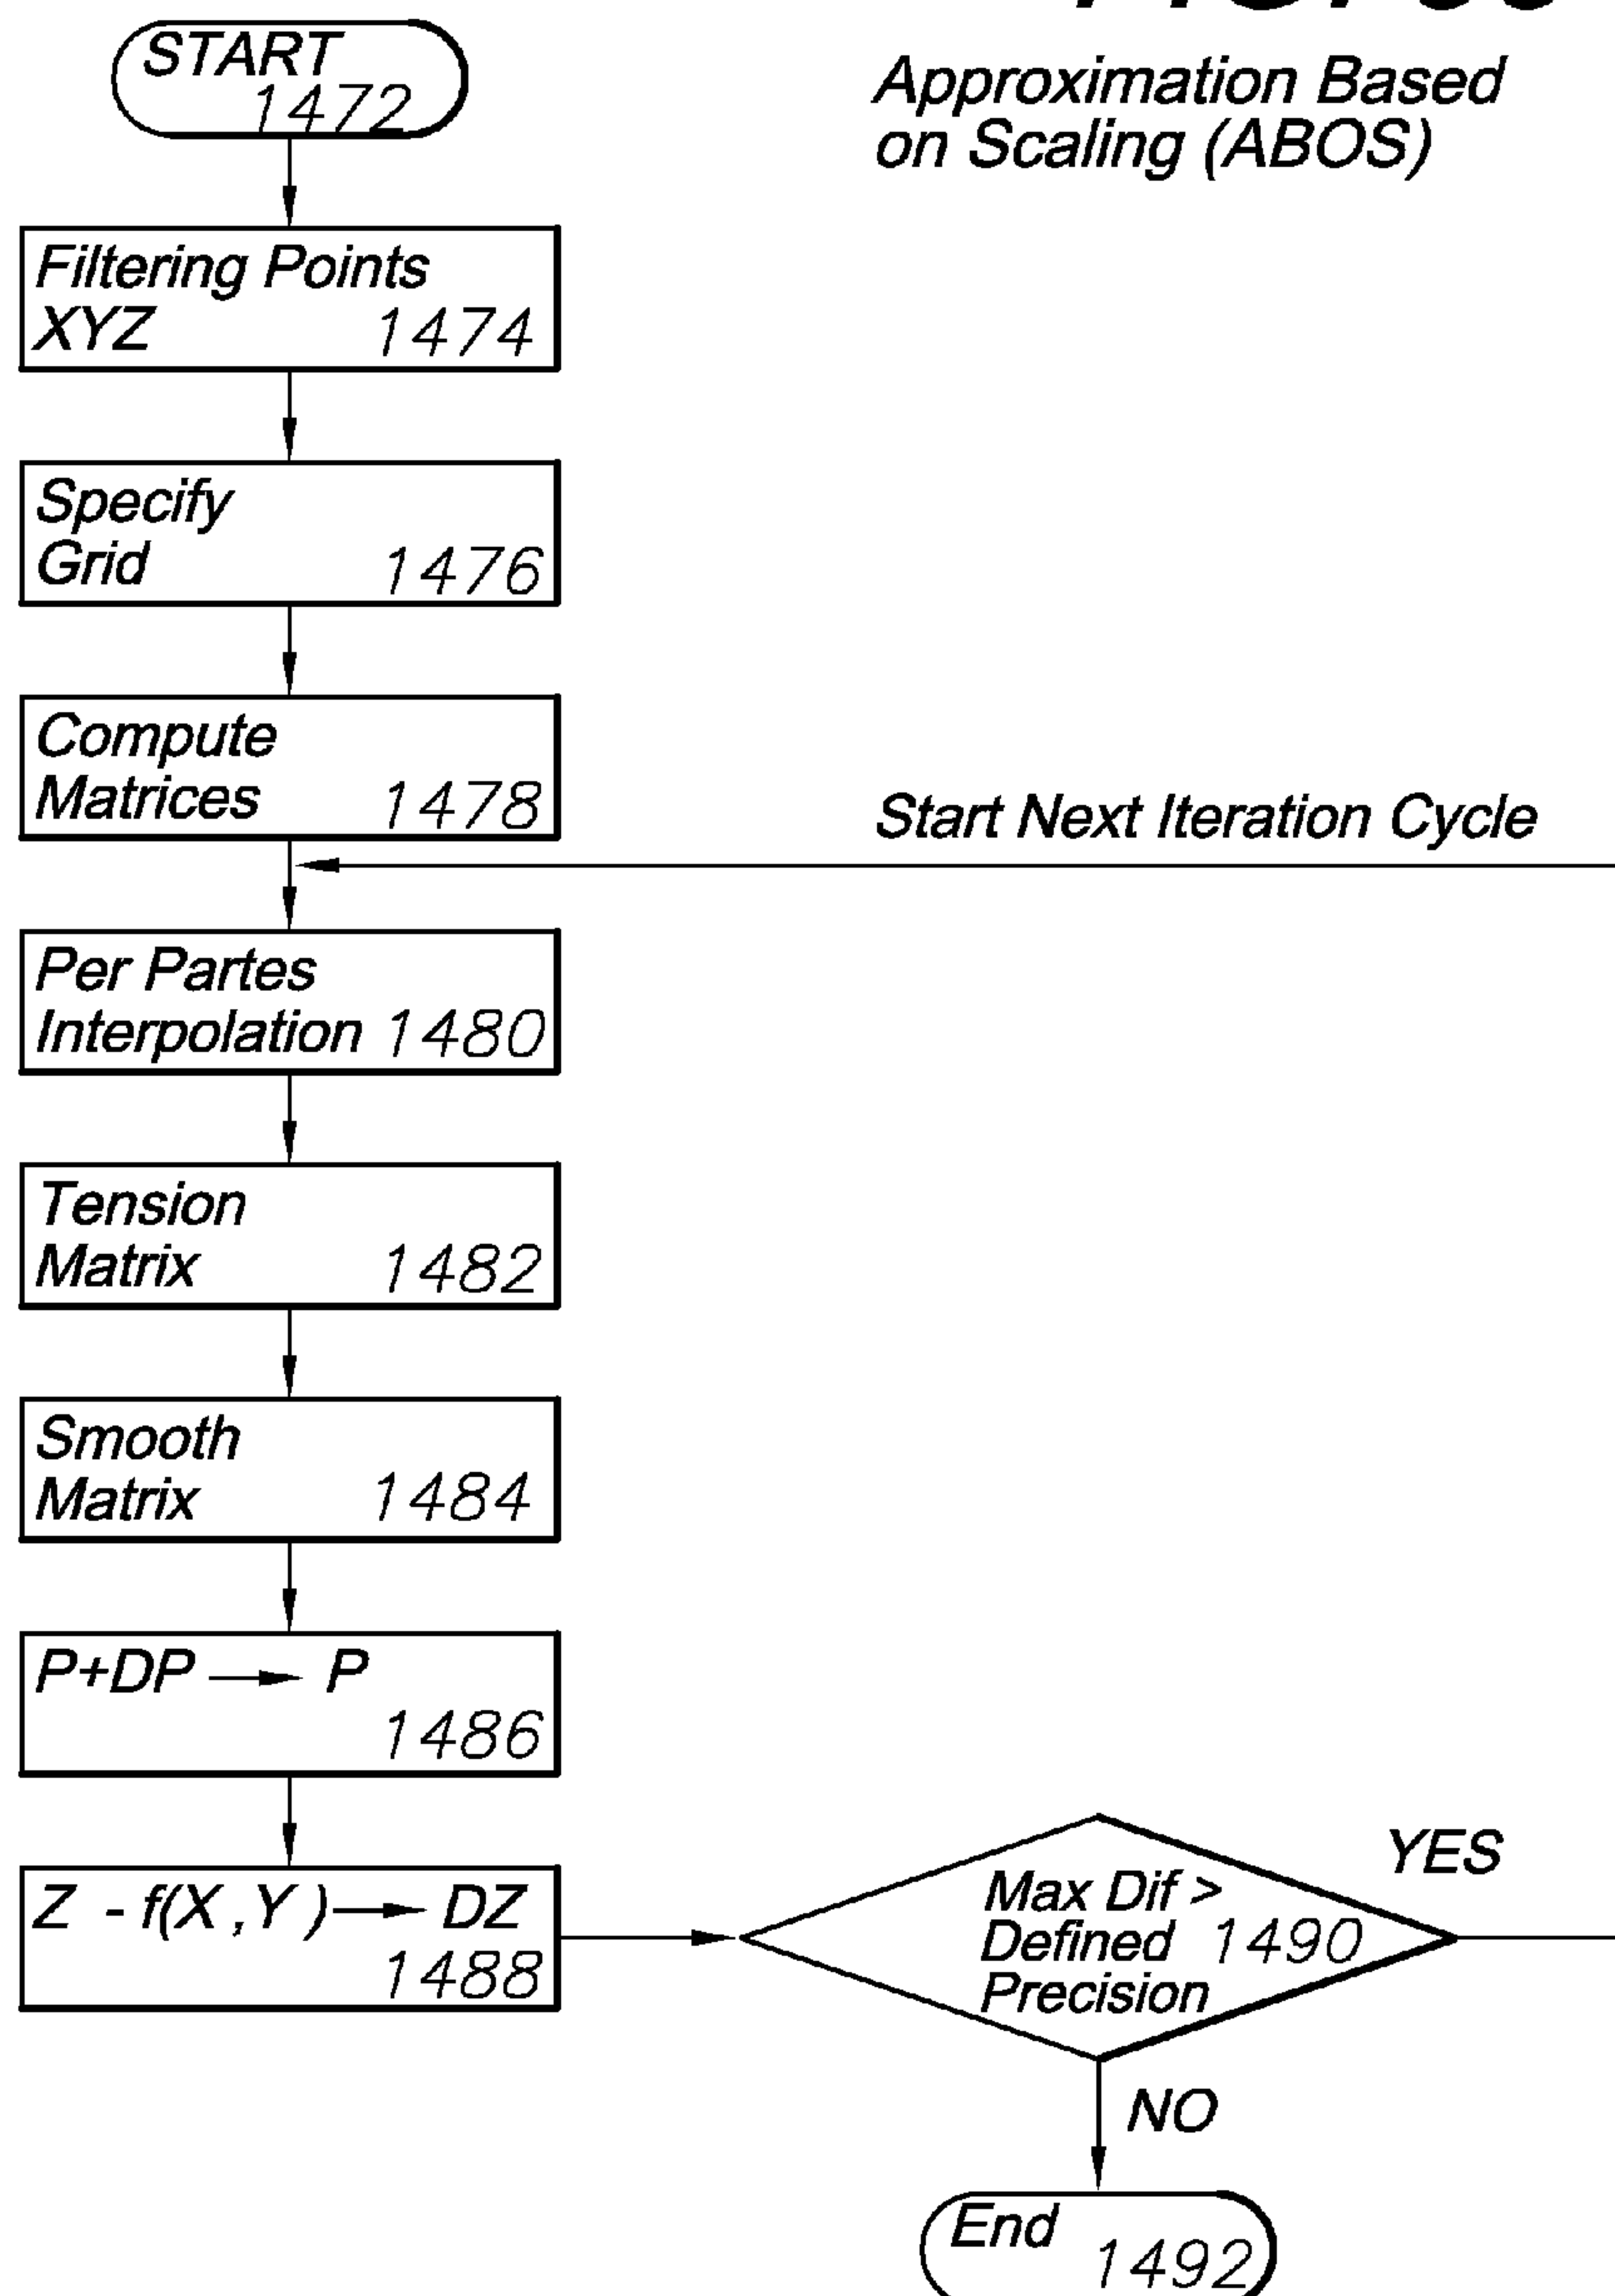 Approximation Based
on Scaling (ABOS)
START
1472
Filtering Points
XYZ 1474
Specify
Grid 1476
Compute
Matrices 1478
Start Next Iteration Cycle
Per Partes
Interpolation 1480
Tension
Matrix 1482
Smooth
Matrix 1484
P+DP → P
1486
Z - f(X,Y) → DZ
1488
Max Dif >
Defined 1490
Precision
YES
NO
End 1492